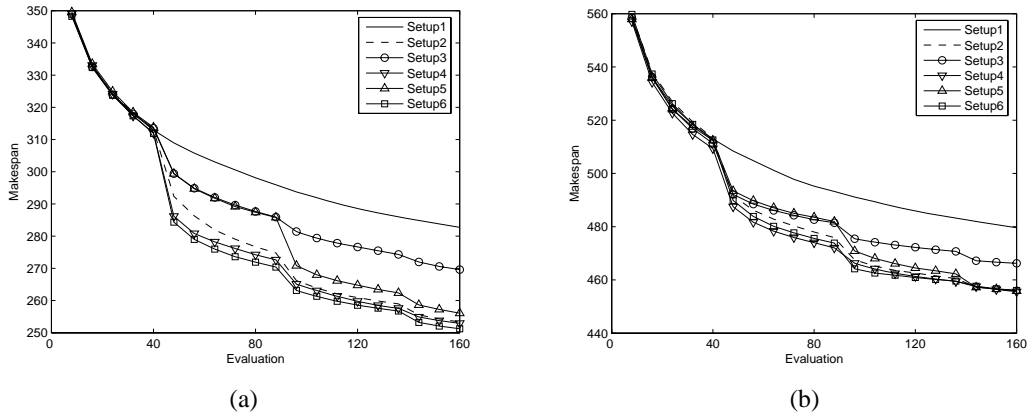 350
340
330
320
310
300
290
280
270
260
250
Makespan
0
40
80
120
160
Evaluation
Setup1
Setup2
Setup3
Setup4
Setup5
Setup6
(a)
560
540
520
500
480
460
440
Makespan
0
40
80
120
160
Evaluation
Setup1
Setup2
Setup3
Setup4
Setup5
Setup6
(b)